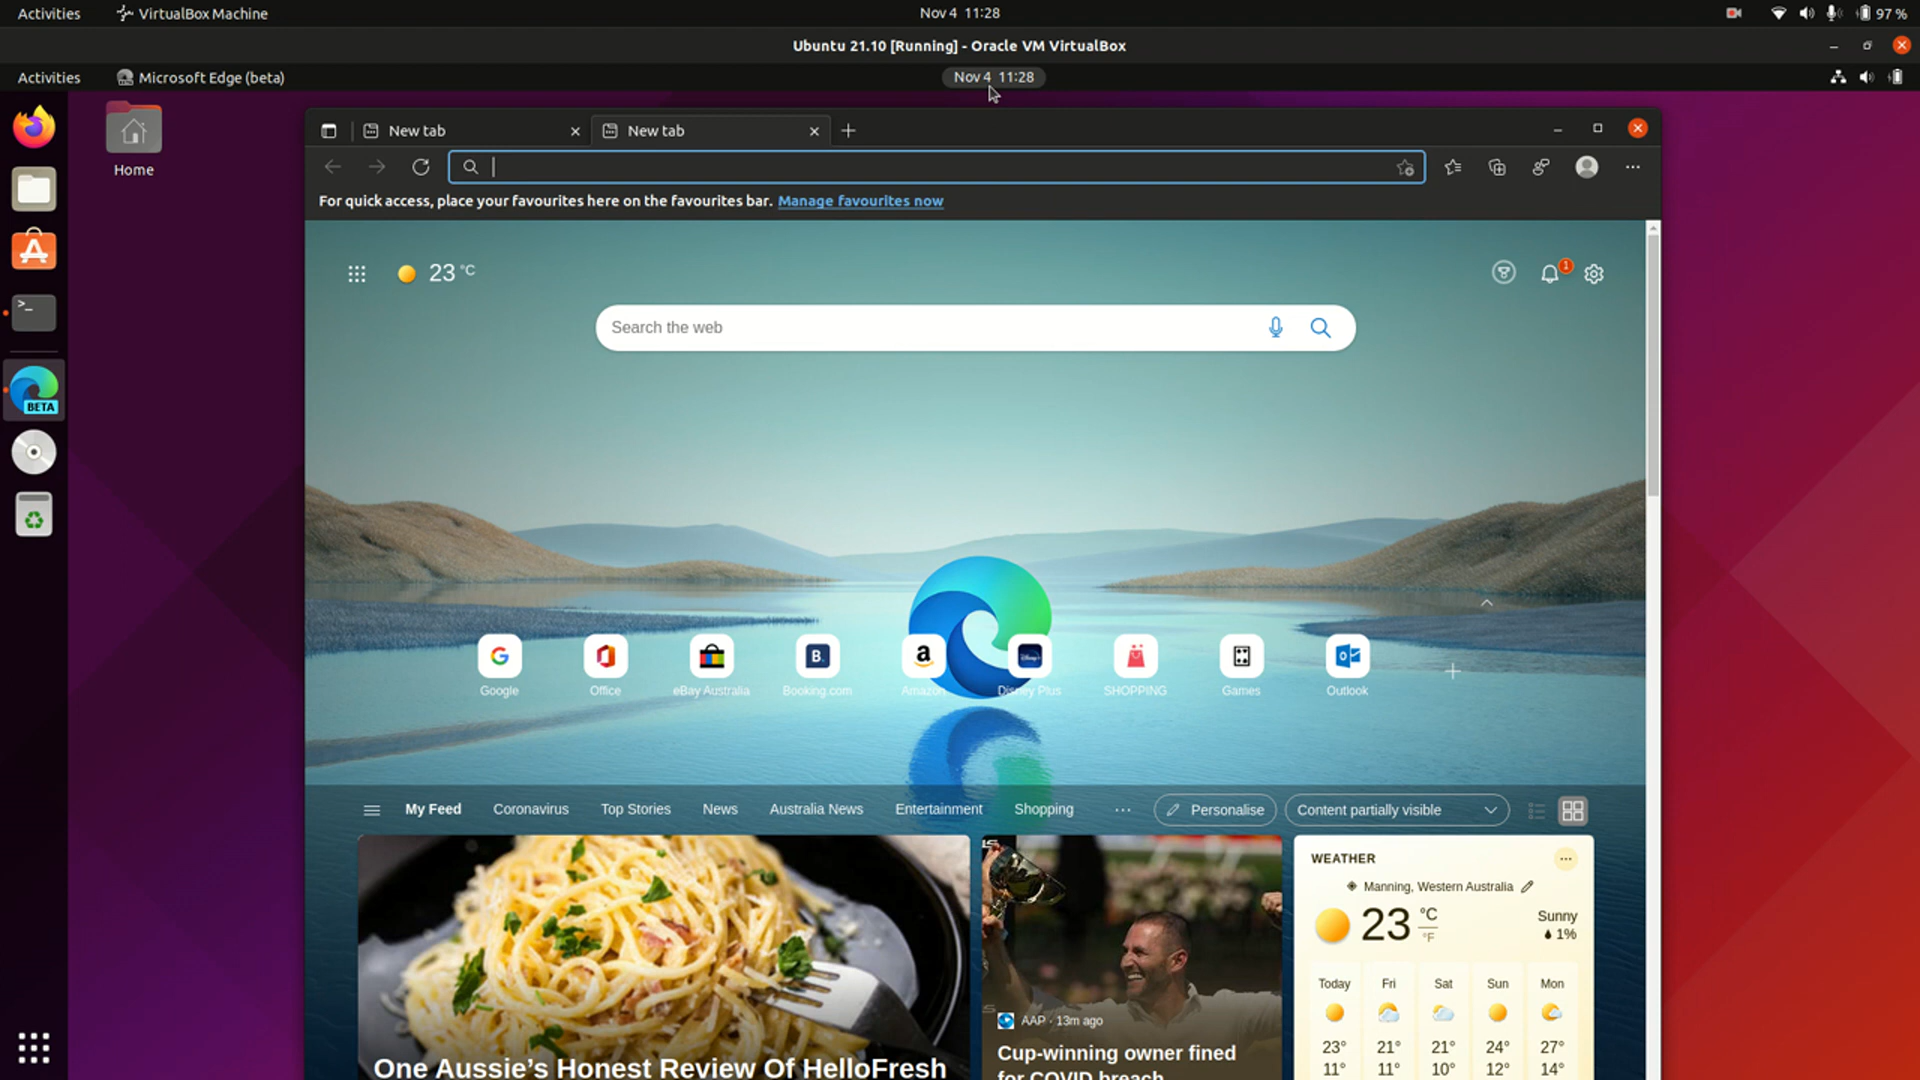 Activities
VirtualBox Machine
Nov 4 11:28
97 %
Ubuntu 21.10 [Running] - Oracle VM VirtualBox
Activities
Microsoft Edge (beta)
Nov 4 11:28
Home
New tab
New tab
For quick access, place your favourites here on the favourites bar. Manage favourites now
23 °C
1
Search the web
BETA
Google
Office
eBay Australia
B.
Booking.com
a
Amazon
Disney+
Disney Plus
SHOPPING
Games
Outlook
My Feed
Coronavirus
Top Stories
News
Australia News
Entertainment
Shopping
Personalise
Content partially visible
One Aussie's Honest Review Of HelloFresh
AAP · 13m ago
Cup-winning owner fined
for COVID breach
WEATHER
Manning, Western Australia
23 °C
°F
Sunny
1%
Today Fri Sat Sun Mon
23° 21° 21° 24° 27°
11° 11° 10° 12° 14°